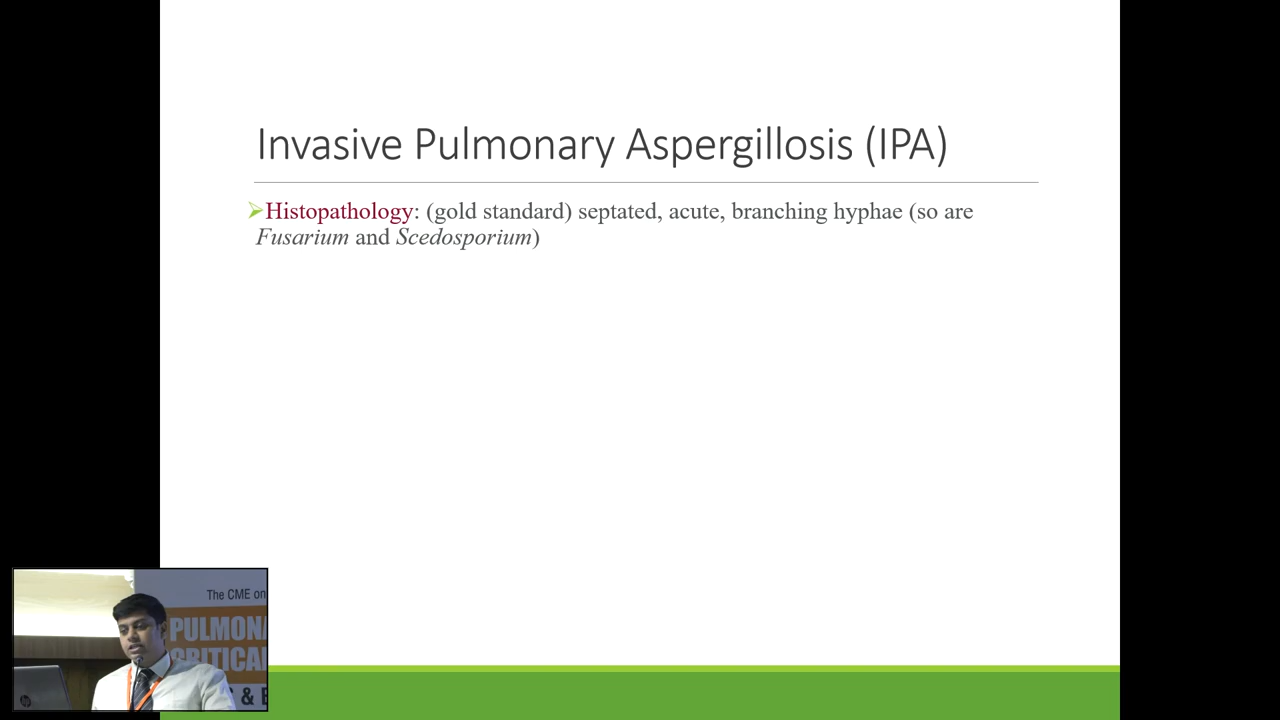 Invasive Pulmonary Aspergillosis (IPA)
Histopathology: (gold standard) septated, acute, branching hyphae (so are
Fusarium and Scedosporium)
The CME on
PULMONA
CRITICAL
& E
hp